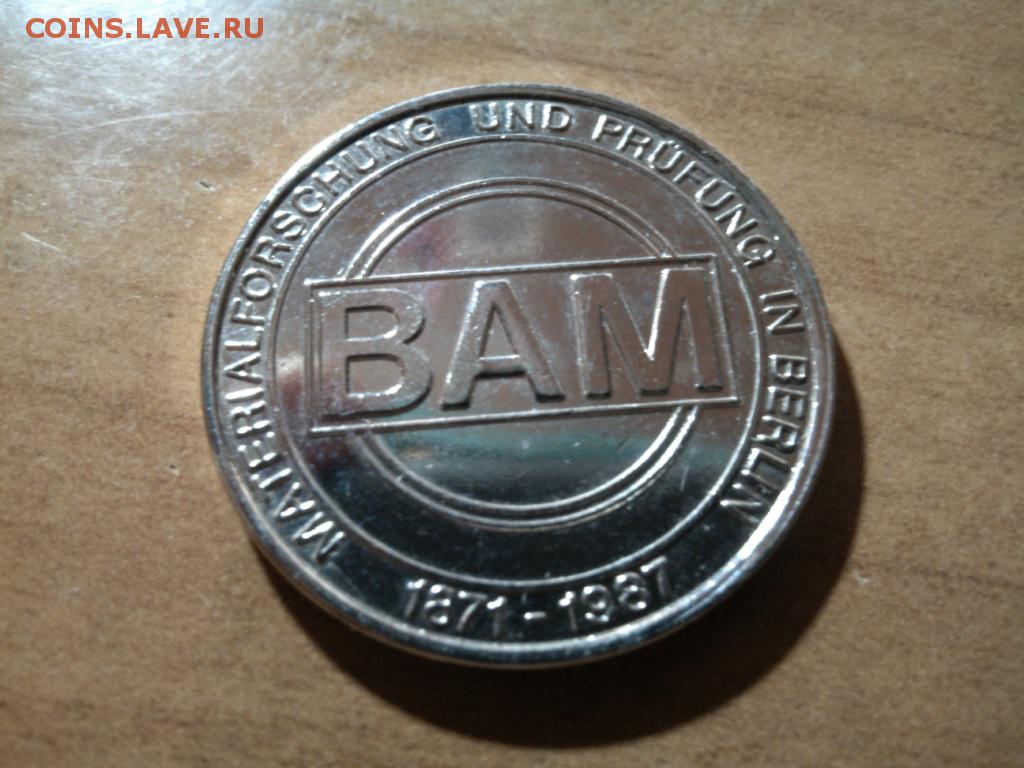 COINS.LAVE.RU
MATERIALFORSCHUNG UND PRÜFUNG IN BERLIN
BAM
1871-1987